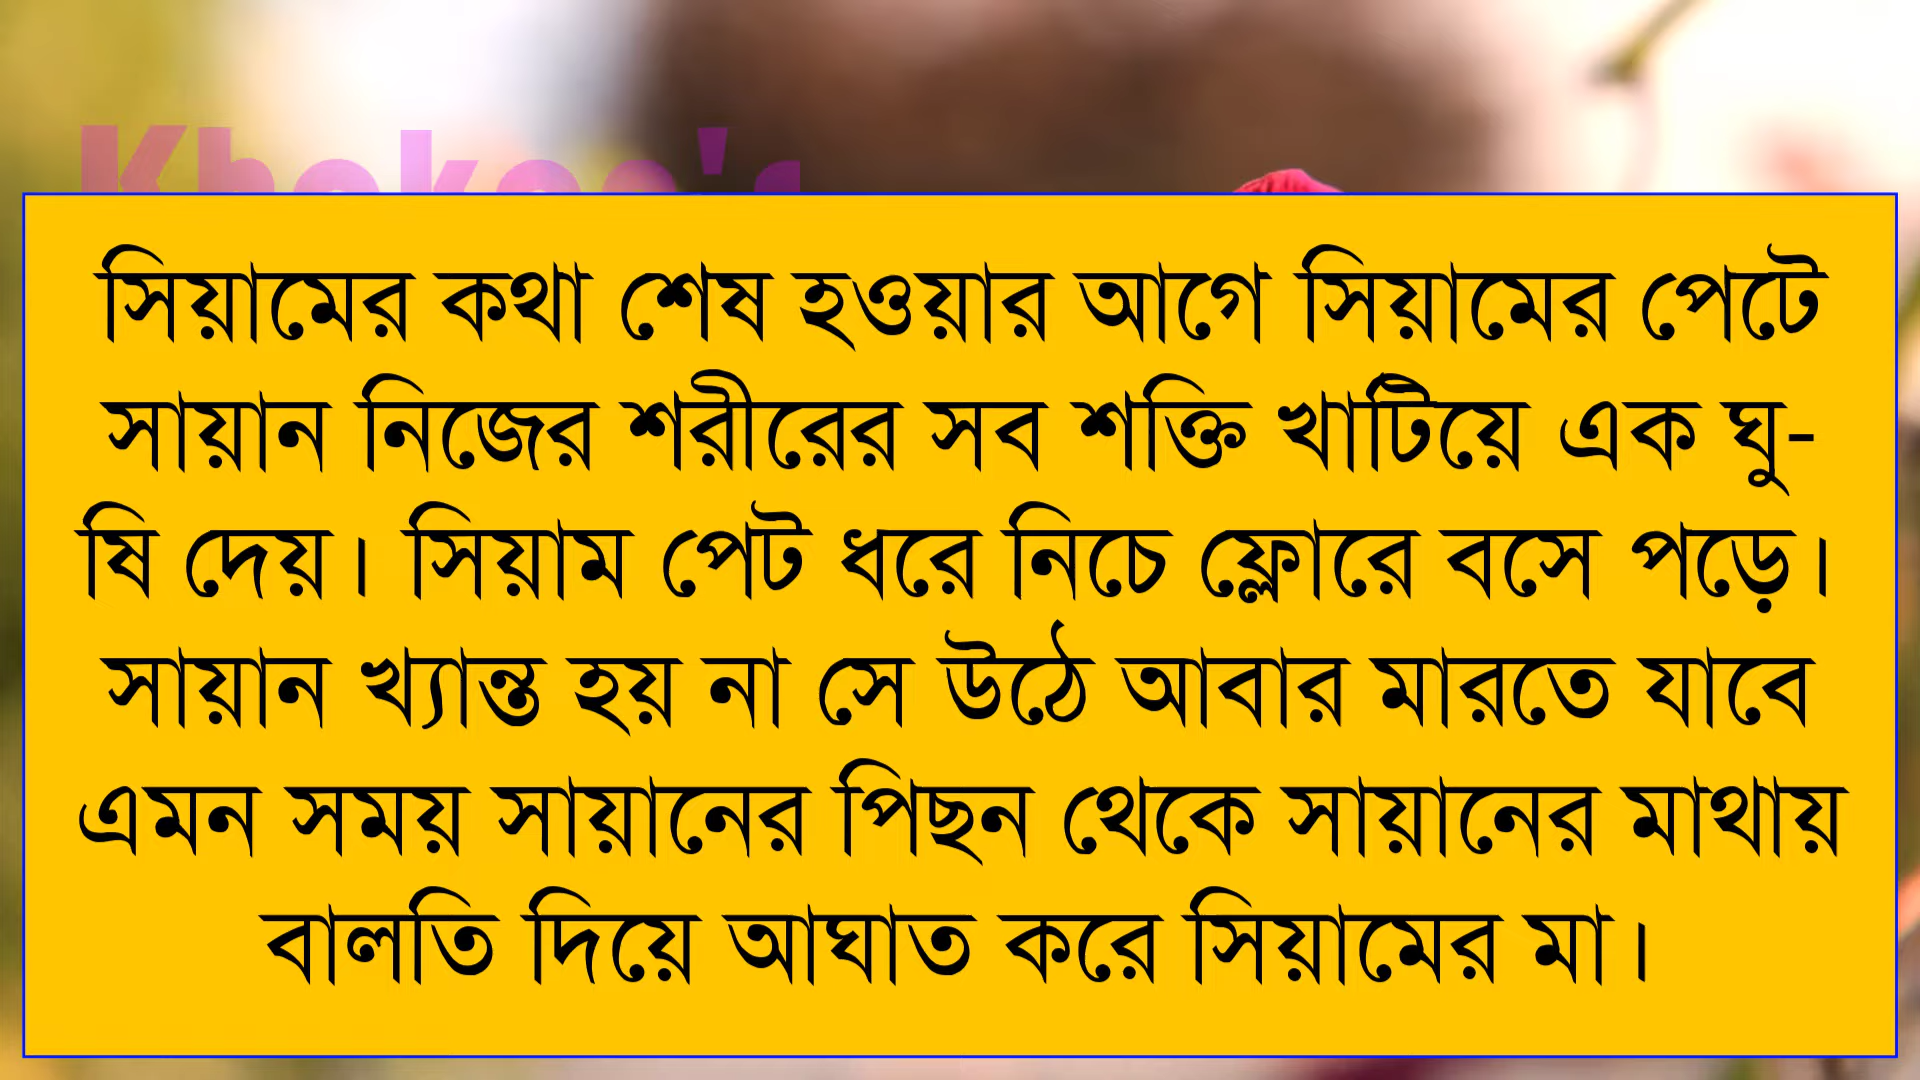 Khokon's
সিয়ামের কথা শেষ হওয়ার আগে সিয়ামের পেটে
সায়ান নিজের শরীরের সব শক্তি খাটিয়ে এক ঘু-
ষি দেয়। সিয়াম পেট ধরে নিচে ফ্লোরে বসে পড়ে।
সায়ান খ্যান্ত হয় না সে উঠে আবার মারতে যাবে
এমন সময় সায়ানের পিছন থেকে সায়ানের মাথায়
বালতি দিয়ে আঘাত করে সিয়ামের মা।